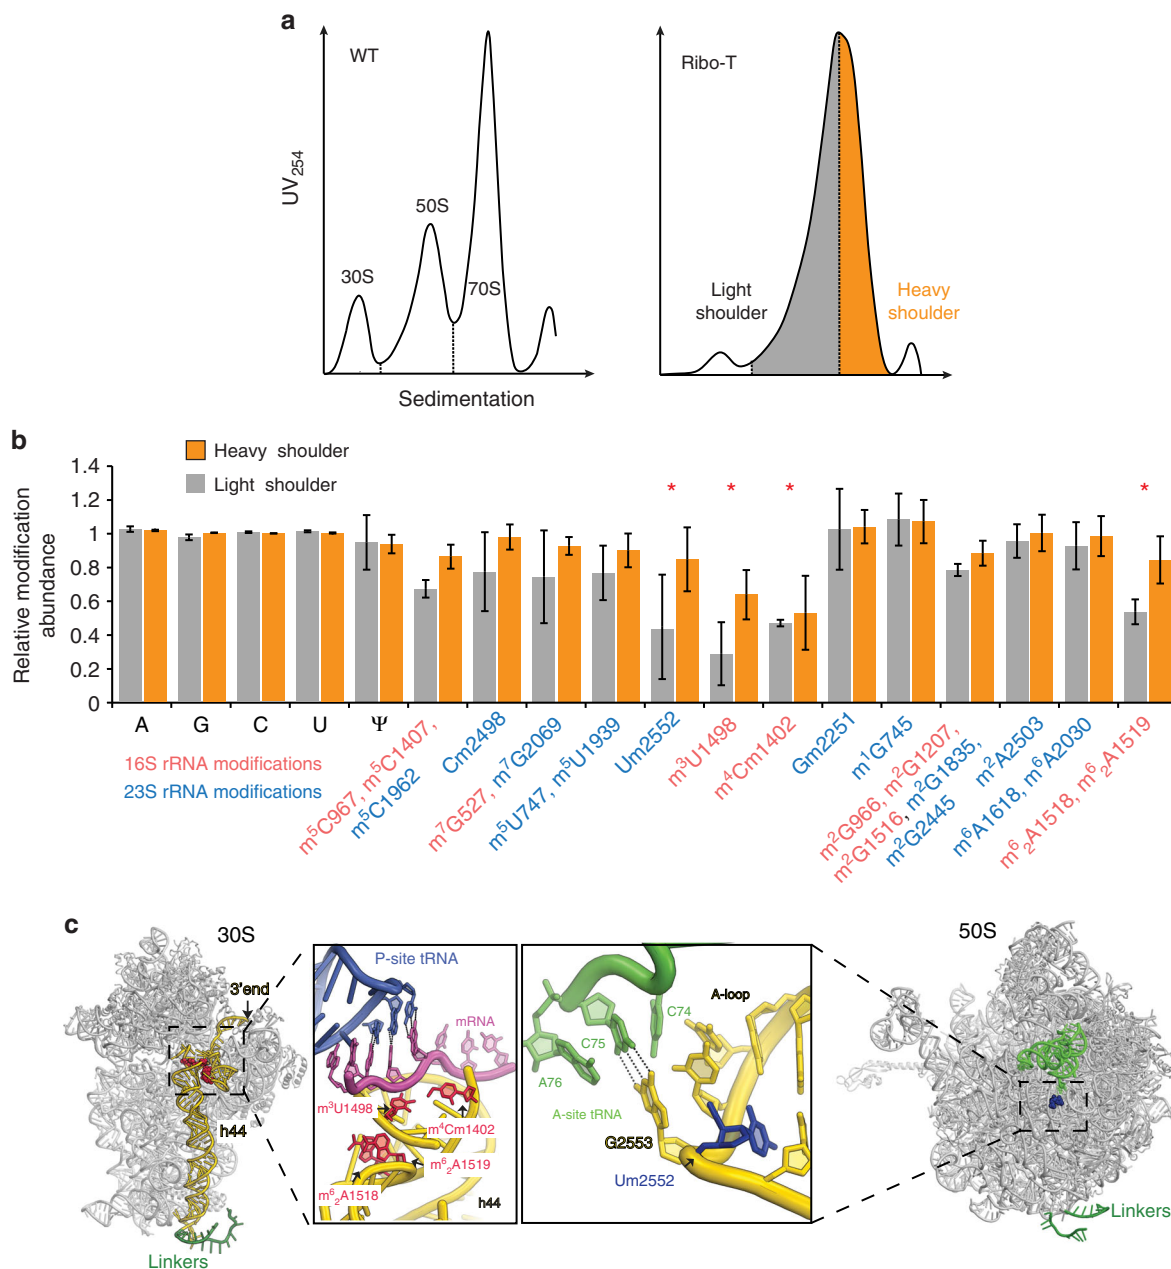 a
WT
30S
50S
70S
UV254
Sedimentation
Ribo-T
Light
shoulder
Heavy
shoulder
b
Heavy shoulder
Light shoulder
Relative modification
abundance
1.4
1.2
1
0.8
0.6
0.4
0.2
0
* * * *
A G C U Ψ
m⁵C967, m⁵C1407,
m⁵C1962
Cm2498
m⁷G527, m⁷G2069
m⁵U747, m⁵U1939
Um2552
m³U1498
m⁴Cm1402
Gm2251
m¹G745
m²G966, m²G1207,
m²G1516, m²G1835,
m²G2445
m²A2503
m⁶A1618, m⁶A2030
m⁶₂A1518, m⁶₂A1519
16S rRNA modifications
23S rRNA modifications
c
30S
3'end
h44
Linkers
P-site tRNA
mRNA
m³U1498
m⁴Cm1402
m⁶₂A1519
m⁶₂A1518
h44
A-loop
C74
C75
A76
A-site tRNA
G2553
Um2552
50S
Linkers